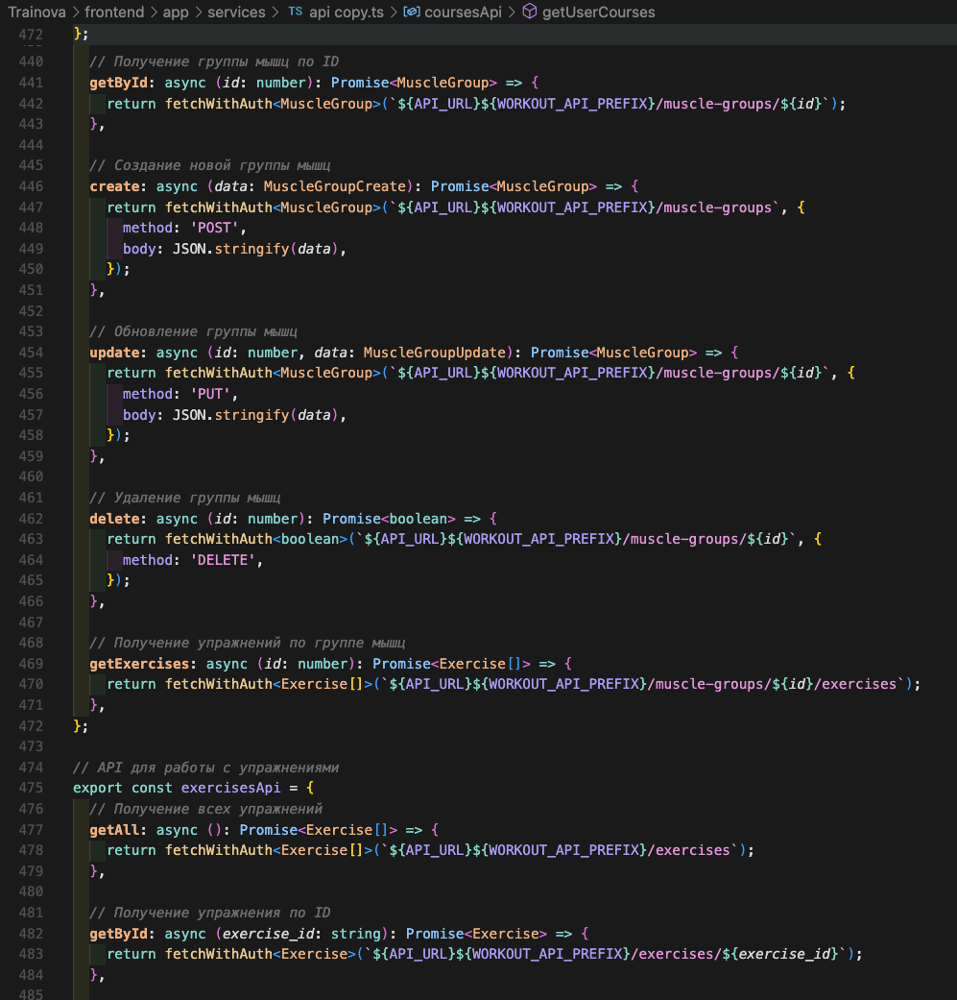 Trainova > frontend > app > services > TS api copy.ts > coursesApi > getUserCourses
472 };
440 // Получение группы мышц по ID
441 getById: async (id: number): Promise<MuscleGroup> => {
442 return fetchWithAuth<MuscleGroup>(`${API_URL}${WORKOUT_API_PREFIX}/muscle-groups/${id}`);
443 },
444
445 // Создание новой группы мышц
446 create: async (data: MuscleGroupCreate): Promise<MuscleGroup> => {
447 return fetchWithAuth<MuscleGroup>(`${API_URL}${WORKOUT_API_PREFIX}/muscle-groups`, {
448 method: 'POST',
449 body: JSON.stringify(data),
450 });
451 },
452
453 // Обновление группы мышц
454 update: async (id: number, data: MuscleGroupUpdate): Promise<MuscleGroup> => {
455 return fetchWithAuth<MuscleGroup>(`${API_URL}${WORKOUT_API_PREFIX}/muscle-groups/${id}`, {
456 method: 'PUT',
457 body: JSON.stringify(data),
458 });
459 },
460
461 // Удаление группы мышц
462 delete: async (id: number): Promise<boolean> => {
463 return fetchWithAuth<boolean>(`${API_URL}${WORKOUT_API_PREFIX}/muscle-groups/${id}`, {
464 method: 'DELETE',
465 });
466 },
467
468 // Получение упражнений по группе мышц
469 getExercises: async (id: number): Promise<Exercise[]> => {
470 return fetchWithAuth<Exercise[]>(`${API_URL}${WORKOUT_API_PREFIX}/muscle-groups/${id}/exercises`);
471 },
472 };
473
474 // API для работы с упражнениями
475 export const exercisesApi = {
476 // Получение всех упражнений
477 getAll: async (): Promise<Exercise[]> => {
478 return fetchWithAuth<Exercise[]>(`${API_URL}${WORKOUT_API_PREFIX}/exercises`);
479 },
480
481 // Получение упражнения по ID
482 getById: async (exercise_id: string): Promise<Exercise> => {
483 return fetchWithAuth<Exercise>(`${API_URL}${WORKOUT_API_PREFIX}/exercises/${exercise_id}`);
484 },
485